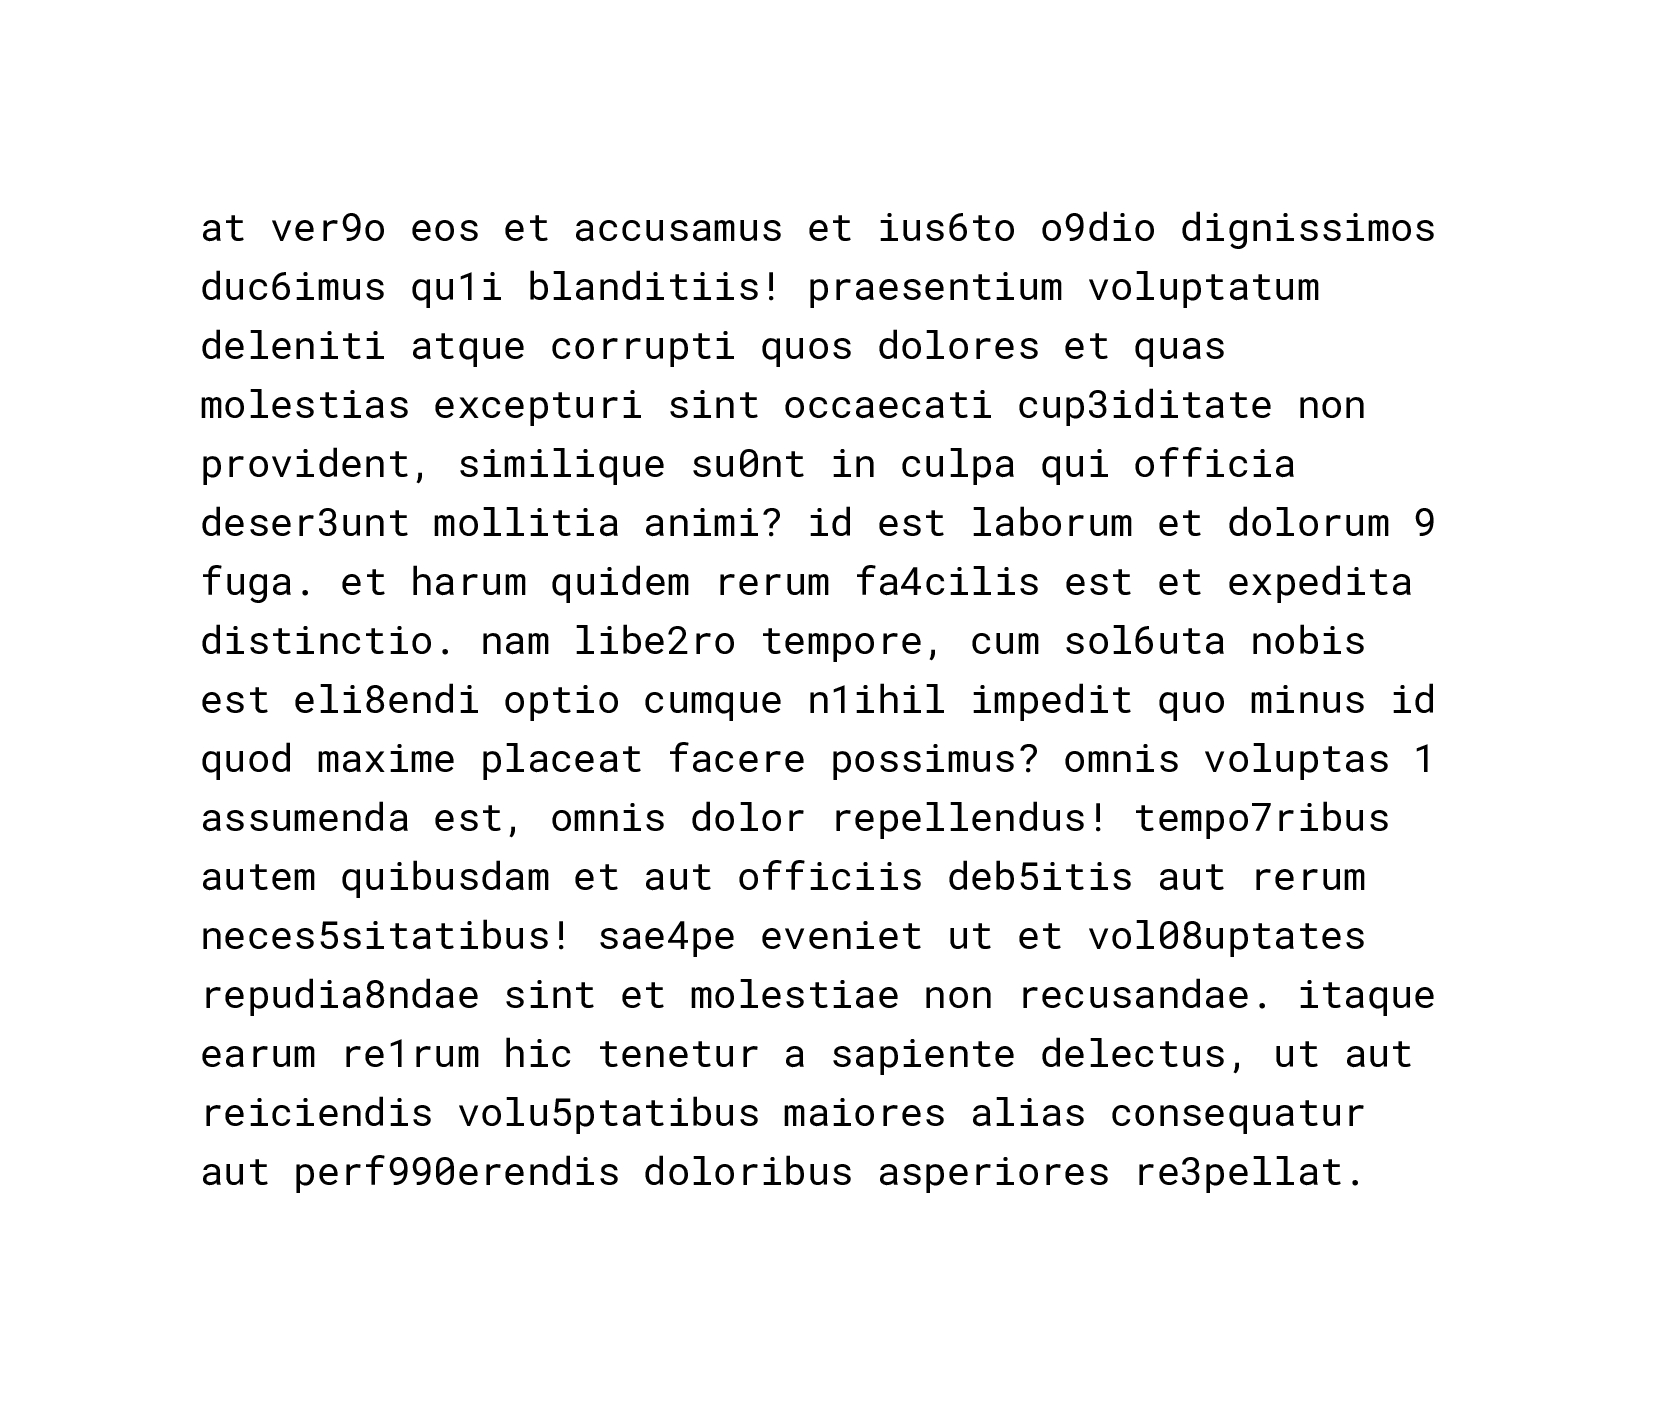 at ver9o eos et accusamus et ius6to o9dio dignissimos
duc6imus qu1i blanditiis! praesentium voluptatum
deleniti atque corrupti quos dolores et quas
molestias excepturi sint occaecati cup3iditate non
provident, similique su0nt in culpa qui officia
deser3unt mollitia animi? id est laborum et dolorum 9
fuga. et harum quidem rerum fa4cilis est et expedita
distinctio. nam libe2ro tempore, cum sol6uta nobis
est eli8endi optio cumque n1ihil impedit quo minus id
quod maxime placeat facere possimus? omnis voluptas 1
assumenda est, omnis dolor repellendus! tempo7ribus
autem quibusdam et aut officiis deb5itis aut rerum
neces5sitatibus! sae4pe eveniet ut et vol08uptates
repudia8ndae sint et molestiae non recusandae. itaque
earum re1rum hic tenetur a sapiente delectus, ut aut
reiciendis volu5ptatibus maiores alias consequatur
aut perf990erendis doloribus asperiores re3pellat.